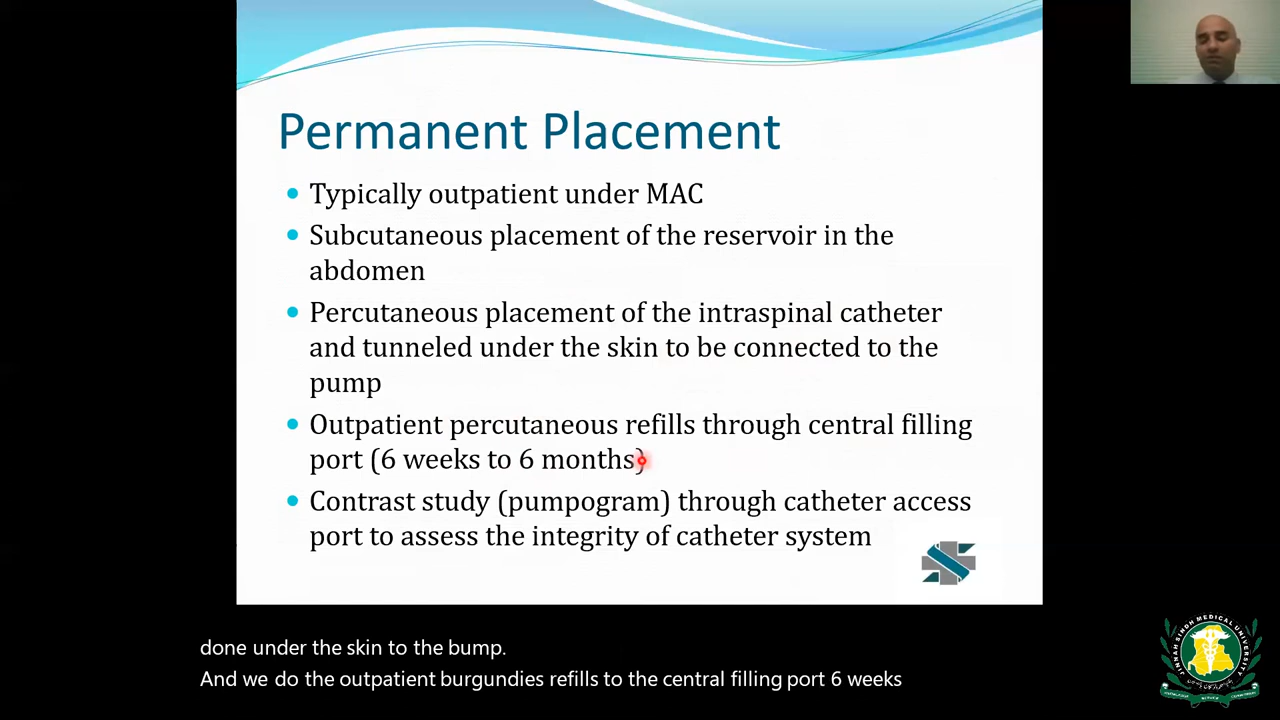 Permanent Placement
Typically outpatient under MAC
Subcutaneous placement of the reservoir in the
abdomen
Percutaneous placement of the intraspinal catheter
and tunneled under the skin to be connected to the
pump
Outpatient percutaneous refills through central filling
port (6 weeks to 6 months)
Contrast study (pumpogram) through catheter access
port to assess the integrity of catheter system
done under the skin to the bump.
And we do the outpatient burgundies refills to the central filling port 6 weeks
JINNAH SINDH MEDICAL UNIVERSITY